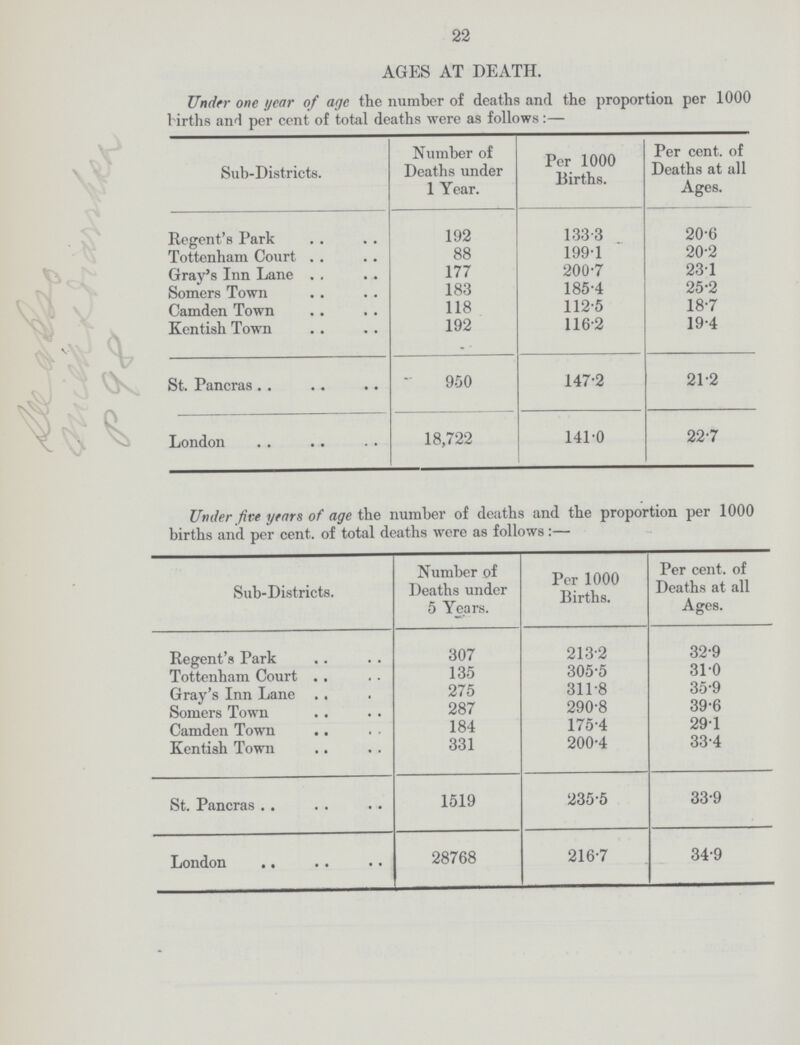 22
AGES AT DEATH.
Under one year of age the number of deaths and the proportion per 1000
births and per cent of total deaths were as follows :—
Sub-Districts. Number of Deaths under 1 Year. Per 1000 Births. Per cent. of Deaths at all Ages.
Regent's Park .. .. 192 133·3 20·6
Tottenham Court .. .. 88 199·1 20·2
Gray's Inn Lane .. .. 177 200·7 23·1
Somers Town .. .. 183 185·4 25·2
Camden Town .. .. 118 112·5 18·7
Kentish Town .. .. 192 116·2 19·4
St. Pancras .. .. .. 950 147·2 21·2
London .. .. .. 18,722 141·0 22·7
Under five years of age the number of deaths and the proportion per 1000
births and per cent. of total deaths were as follows :—
Sub-Districts. Number of Deaths under 5 Years. Per 1000 Births. Per cent. of Deaths at all Ages.
Regent's Park .. .. 307 213·2 32·9
Tottenham Court .. .. 135 305·5 31·0
Gray's Inn Lane .. . 275 311·8 35·9
Somers Town .. .. 287 290·8 39·6
Camden Town .. .. 184 175·4 29·1
Kentish Town .. .. 331 200·4 33·4
St. Pancras .. .. .. 1519 235·5 33·9
London .. .. .. 28768 216·7 34·9
See also